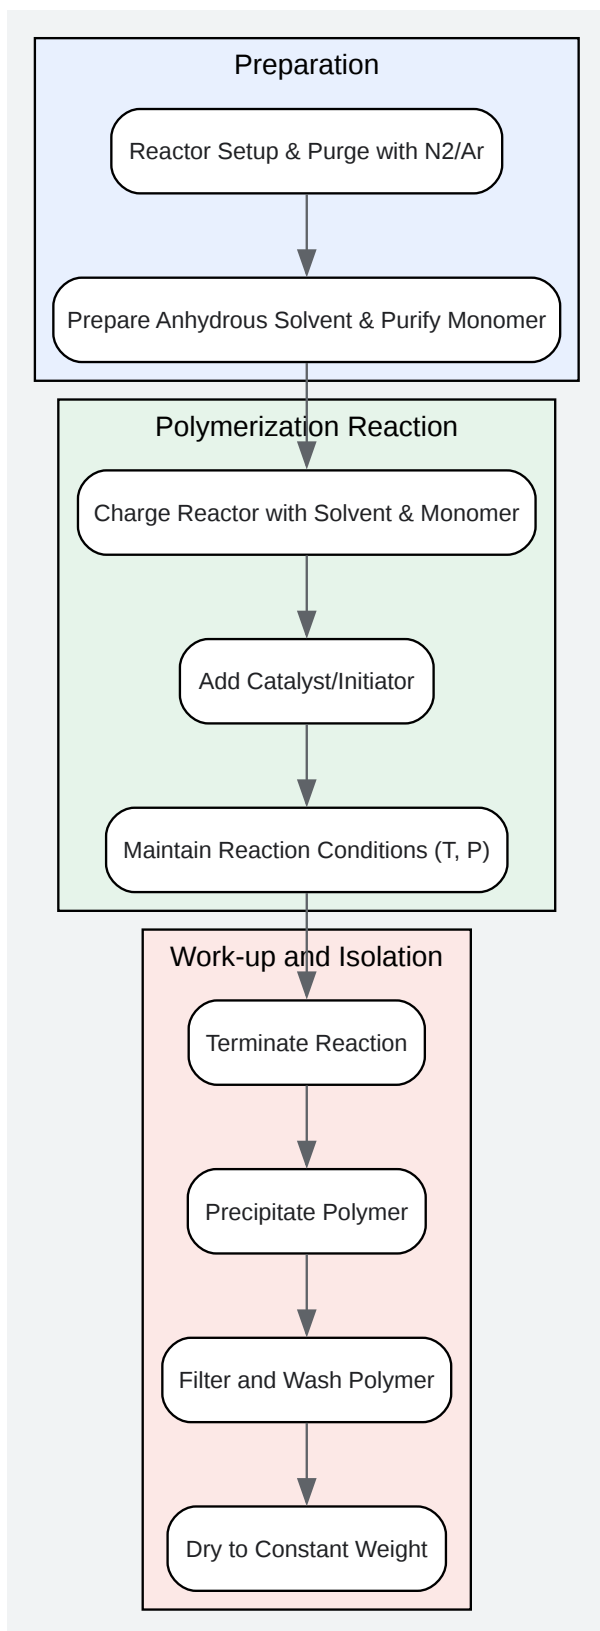 Preparation
Reactor Setup & Purge with N2/Ar
Prepare Anhydrous Solvent & Purify Monomer
Polymerization Reaction
Charge Reactor with Solvent & Monomer
Add Catalyst/Initiator
Maintain Reaction Conditions (T, P)
Work-up and Isolation
Terminate Reaction
Precipitate Polymer
Filter and Wash Polymer
Dry to Constant Weight